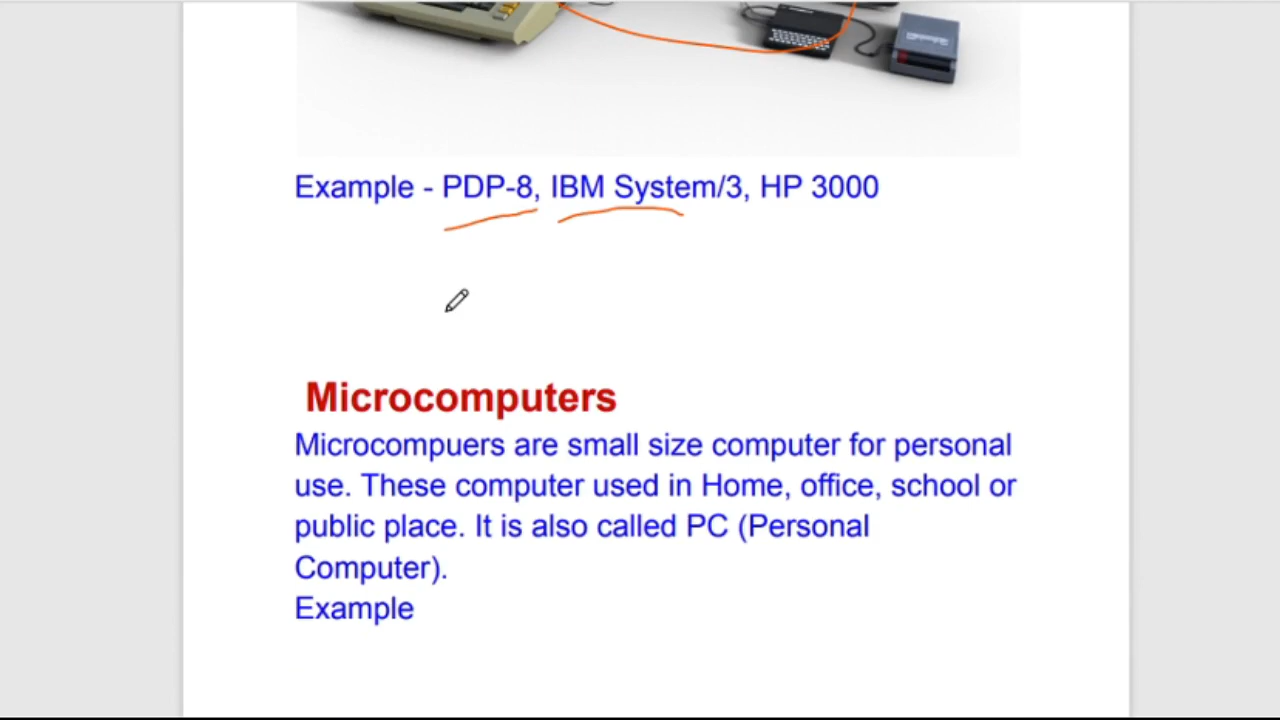 Example - PDP-8, IBM System/3, HP 3000
Microcomputers
Microcompuers are small size computer for personal
use. These computer used in Home, office, school or
public place. It is also called PC (Personal
Computer).
Example